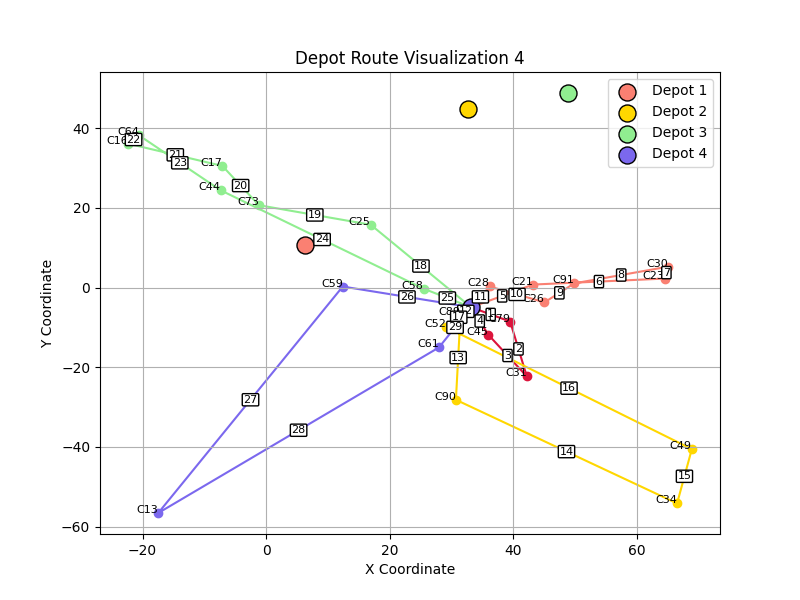 Depot Route Visualization 4
Depot 1
Depot 2
Depot 3
Depot 4
Y Coordinate
40
20
0
−20
−40
−60
−20
0
20
40
60
X Coordinate
C64
C16
22
21
23
C17
C44
20
C73
19
C25
24
18
C59
26
C58
25
C28
11
C21
5
10
C26
9
C91
6
8
C30
C23
7
12
17
29
C52
1
4
C79
C45
C61
13
2
3
C31
16
C90
27
28
14
C49
15
C34
C13